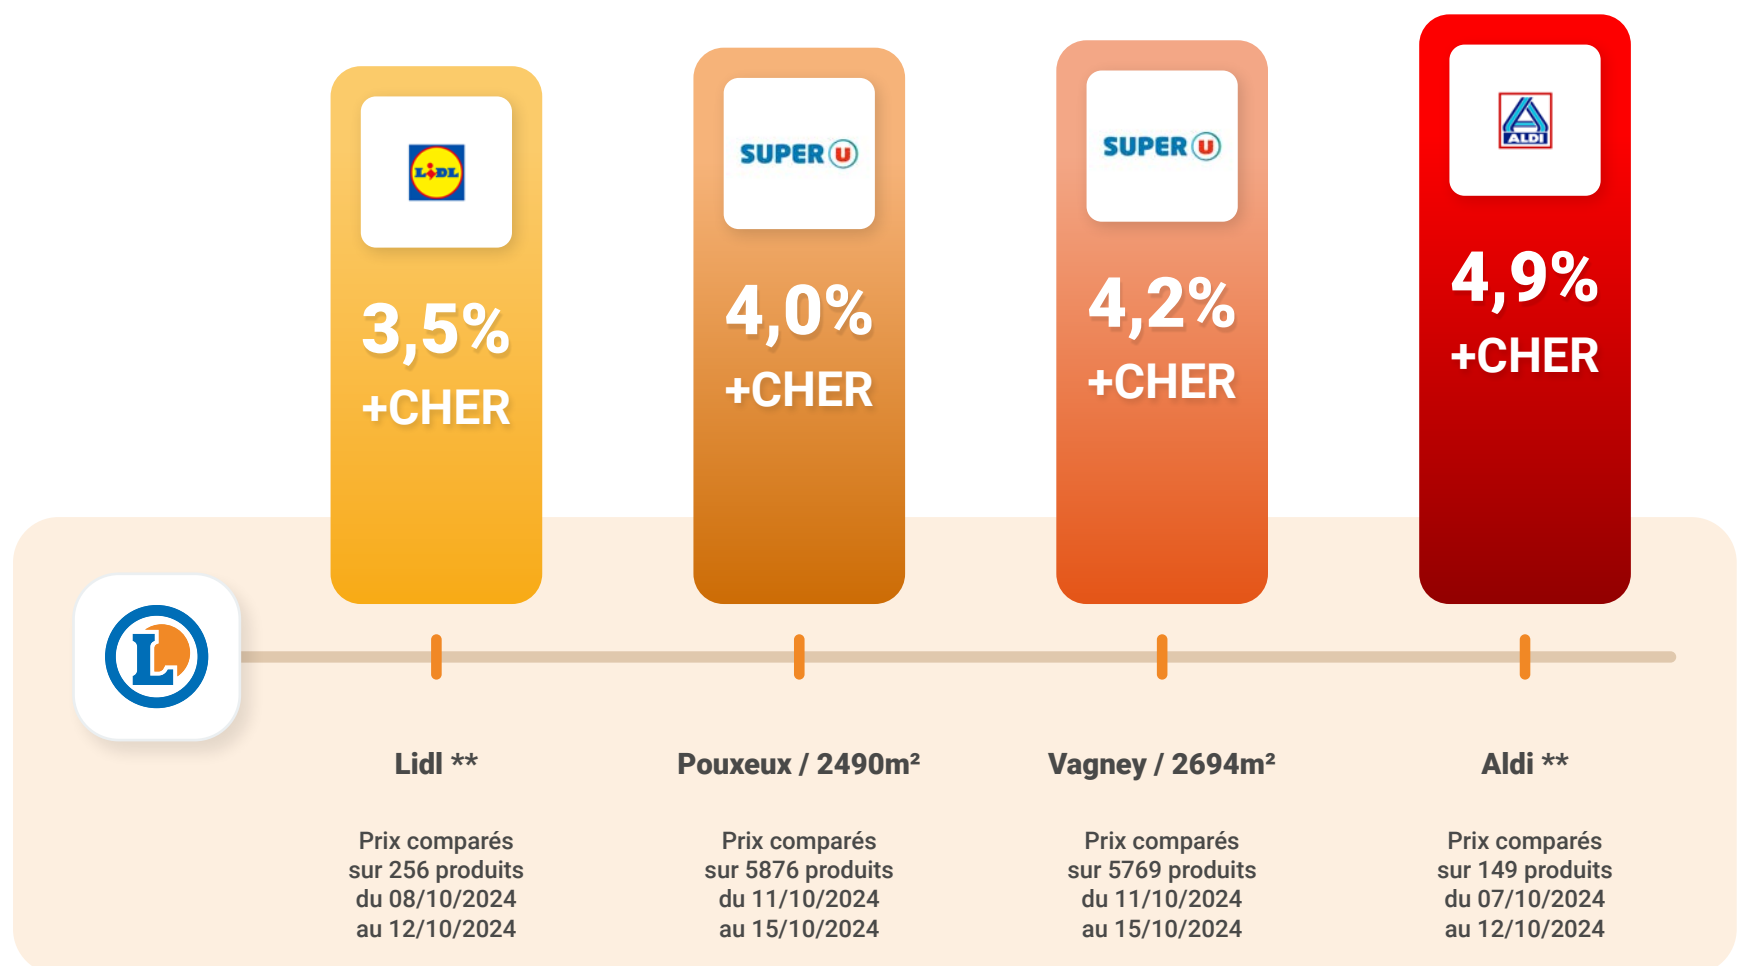 LiDL
3,5%
+CHER
SUPER U
4,0%
+CHER
SUPER U
4,2%
+CHER
ALDI
4,9%
+CHER
L
Lidl **
Prix comparés
sur 256 produits
du 08/10/2024
au 12/10/2024
Pouxeux / 2490m²
Prix comparés
sur 5876 produits
du 11/10/2024
au 15/10/2024
Vagney / 2694m²
Prix comparés
sur 5769 produits
du 11/10/2024
au 15/10/2024
Aldi **
Prix comparés
sur 149 produits
du 07/10/2024
au 12/10/2024